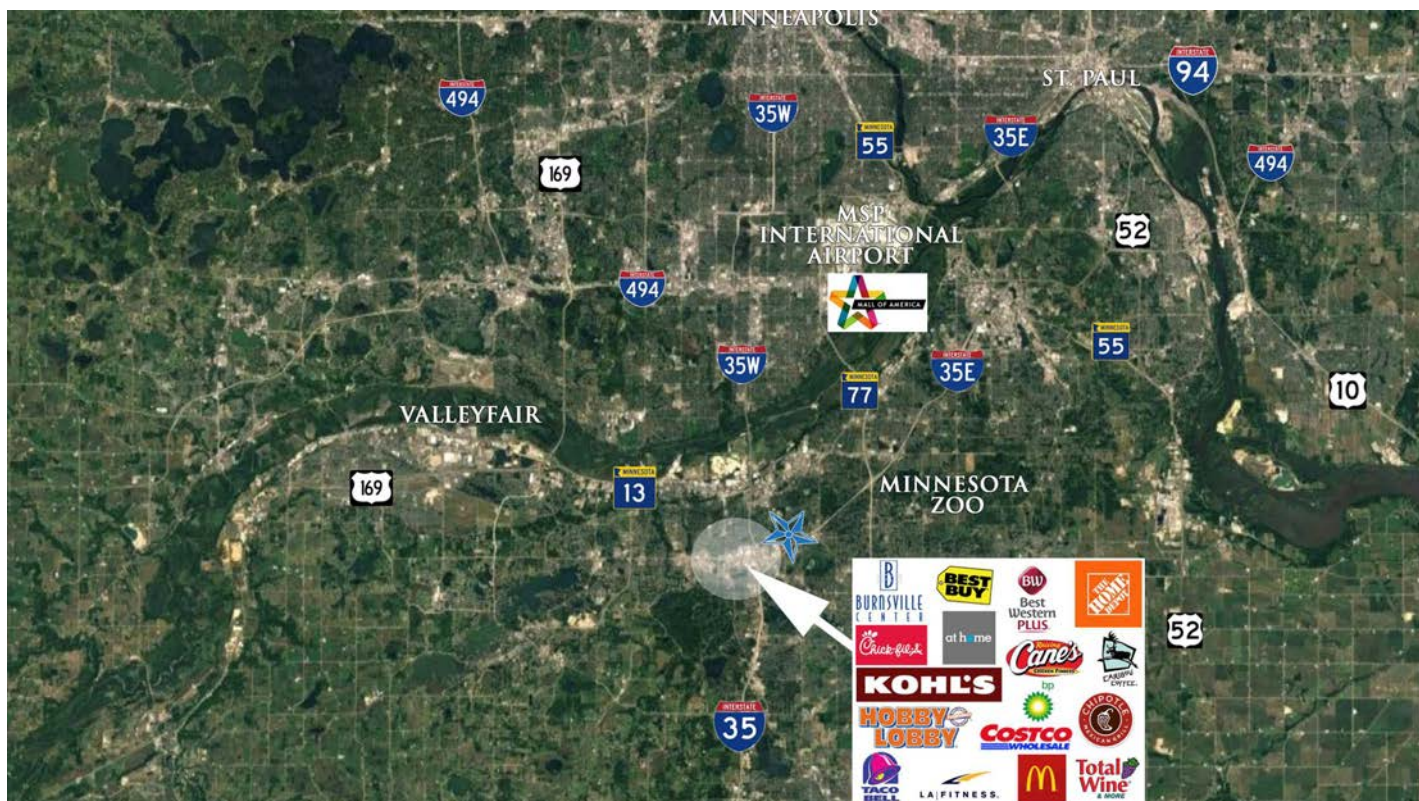 MINNEAPOLIS
ST. PAUL
INTERSTATE
94
INTERSTATE
494
INTERSTATE
35W
MINNESOTA
55
INTERSTATE
35E
INTERSTATE
494
169
52
MSP
INTERNATIONAL
AIRPORT
MALL OF AMERICA
INTERSTATE
494
INTERSTATE
35W
MINNESOTA
77
INTERSTATE
35E
MINNESOTA
55
10
VALLEYFAIR
169
MINNESOTA
13
MINNESOTA
ZOO
52
INTERSTATE
35
B
BURNSVILLE
CENTER
BEST
BUY
BW
Best
Western
PLUS
THE
HOME
DEPOT
Chick-fil-A
at home
Raising
Cane's
CHICKEN FINGERS
CARIBOU
COFFEE
KOHL'S
bp
HOBBY
LOBBY
COSTCO
WHOLESALE
CHIPOTLE
MEXICAN GRILL
TACO
BELL
LA|FITNESS.
M
Total
Wine
& MORE